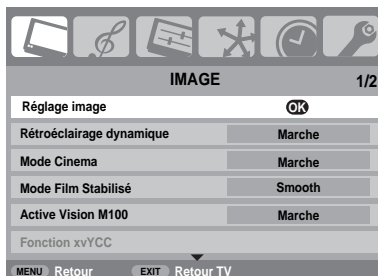 IMAGE 1/2
Réglage image OK
Rétroéclairage dynamique Marche
Mode Cinema Marche
Mode Film Stabilisé Smooth
Active Vision M100 Marche
Fonction xvYCC
MENU Retour EXIT Retour TV